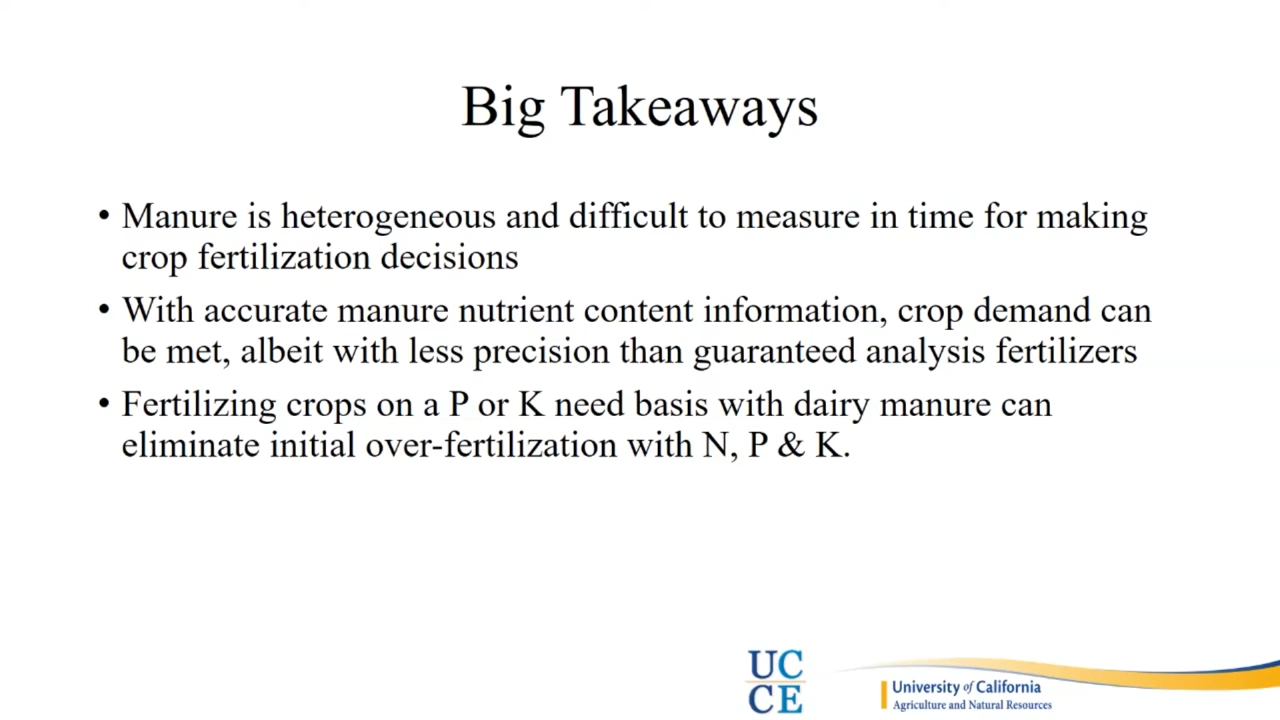 Big Takeaways
• Manure is heterogeneous and difficult to measure in time for making
crop fertilization decisions
• With accurate manure nutrient content information, crop demand can
be met, albeit with less precision than guaranteed analysis fertilizers
• Fertilizing crops on a P or K need basis with dairy manure can
eliminate initial over-fertilization with N, P & K.
UC
CE
University of California
Agriculture and Natural Resources